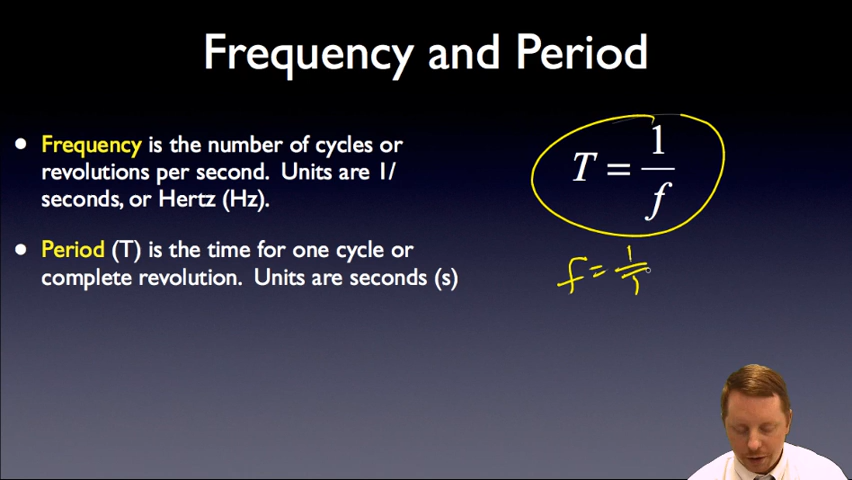 Frequency and Period
• Frequency is the number of cycles or
revolutions per second. Units are 1/
seconds, or Hertz (Hz).
• Period (T) is the time for one cycle or
complete revolution. Units are seconds (s)
T = 1/f
f = 1/T